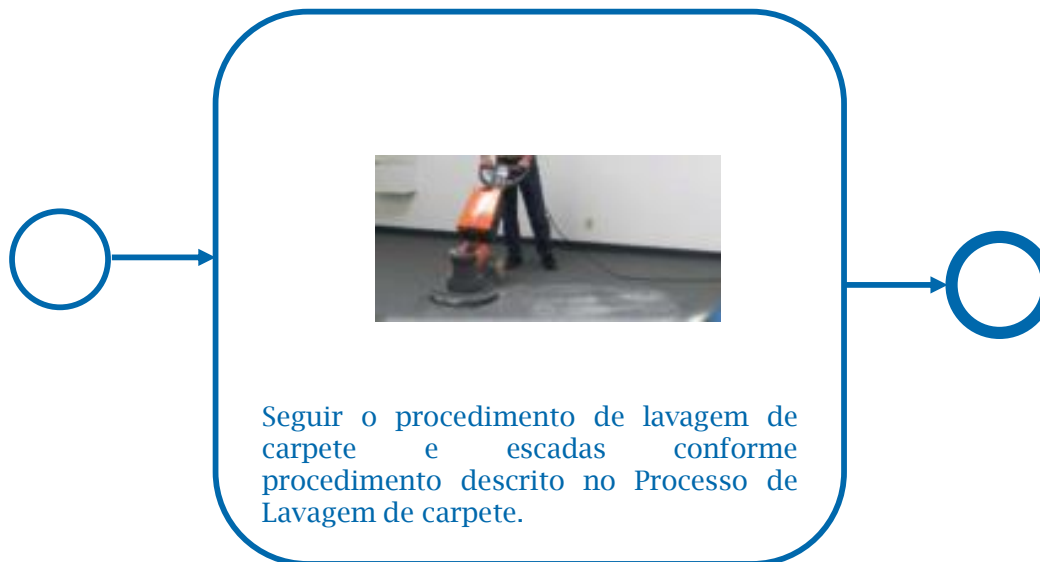 Seguir o procedimento de lavagem de
carpete e escadas conforme
procedimento descrito no Processo de
Lavagem de carpete.